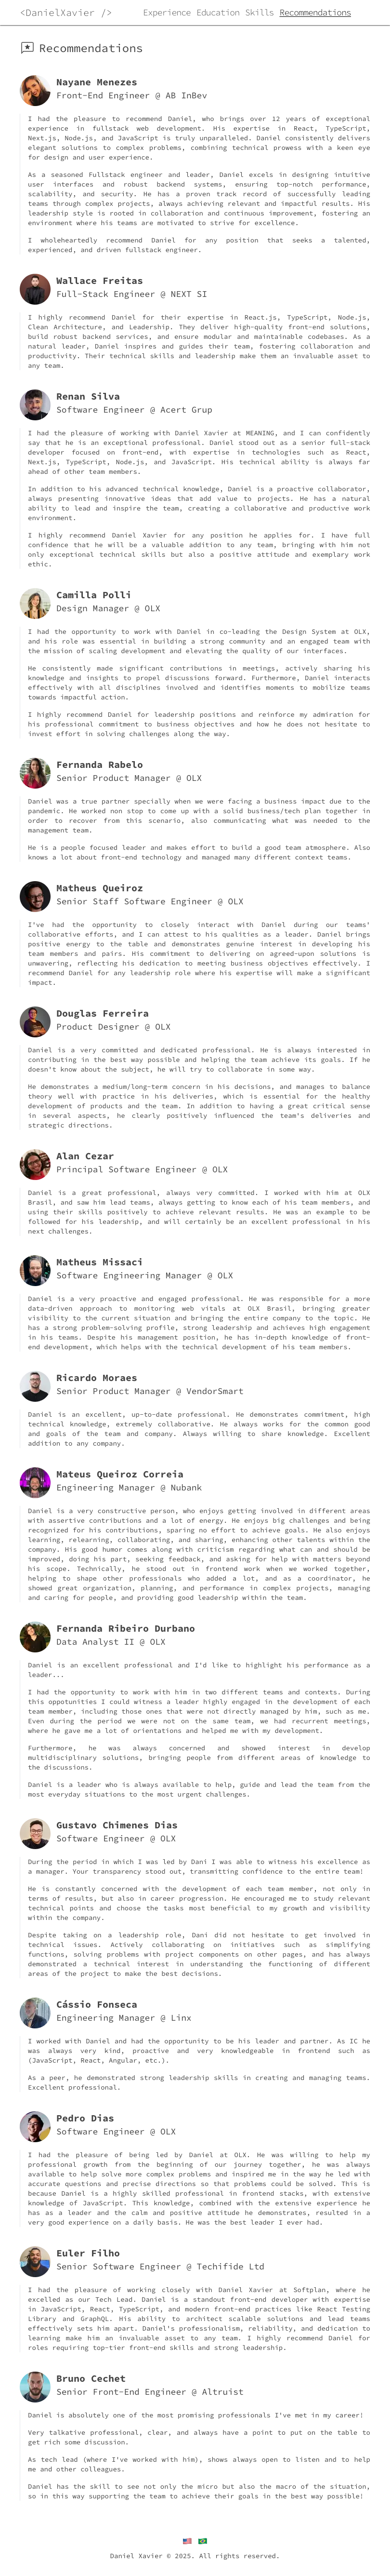 <DanielXavier />
Experience Education Skills Recommendations
Recommendations
Nayane Menezes
Front-End Engineer @ AB InBev
I had the pleasure to recommend Daniel, who brings over 12 years of exceptional
experience in fullstack web development. His expertise in React, TypeScript,
Next.js, Node.js, and JavaScript is truly unparalleled. Daniel consistently delivers
elegant solutions to complex problems, combining technical prowess with a keen eye
for design and user experience.
As a seasoned Fullstack engineer and leader, Daniel excels in designing intuitive
user interfaces and robust backend systems, ensuring top-notch performance,
scalability, and security. He has a proven track record of successfully leading
teams through complex projects, always achieving relevant and impactful results. His
leadership style is rooted in collaboration and continuous improvement, fostering an
environment where his teams are motivated to strive for excellence.
I wholeheartedly recommend Daniel for any position that seeks a talented,
experienced, and driven fullstack engineer.
Wallace Freitas
Full-Stack Engineer @ NEXT SI
I highly recommend Daniel for their expertise in React.js, TypeScript, Node.js,
Clean Architecture, and Leadership. They deliver high-quality front-end solutions,
build robust backend services, and ensure modular and maintainable codebases. As a
natural leader, Daniel inspires and guides their team, fostering collaboration and
productivity. Their technical skills and leadership make them an invaluable asset to
any team.
Renan Silva
Software Engineer @ Acert Grup
I had the pleasure of working with Daniel Xavier at MEANING, and I can confidently
say that he is an exceptional professional. Daniel stood out as a senior full-stack
developer focused on front-end, with expertise in technologies such as React,
Next.js, TypeScript, Node.js, and JavaScript. His technical ability is always far
ahead of other team members.
In addition to his advanced technical knowledge, Daniel is a proactive collaborator,
always presenting innovative ideas that add value to projects. He has a natural
ability to lead and inspire the team, creating a collaborative and productive work
environment.
I highly recommend Daniel Xavier for any position he applies for. I have full
confidence that he will be a valuable addition to any team, bringing with him not
only exceptional technical skills but also a positive attitude and exemplary work
ethic.
Camilla Polli
Design Manager @ OLX
I had the opportunity to work with Daniel in co-leading the Design System at OLX,
and his role was essential in building a strong community and an engaged team with
the mission of scaling development and elevating the quality of our interfaces.
He consistently made significant contributions in meetings, actively sharing his
knowledge and insights to propel discussions forward. Furthermore, Daniel interacts
effectively with all disciplines involved and identifies moments to mobilize teams
towards impactful action.
I highly recommend Daniel for leadership positions and reinforce my admiration for
his professional commitment to business objectives and how he does not hesitate to
invest effort in solving challenges along the way.
Fernanda Rabelo
Senior Product Manager @ OLX
Daniel was a true partner specially when we were facing a business impact due to the
pandemic. He worked non stop to come up with a solid business/tech plan together in
order to recover from this scenario, also communicating what was needed to the
management team.
He is a people focused leader and makes effort to build a good team atmosphere. Also
knows a lot about front-end technology and managed many different context teams.
Matheus Queiroz
Senior Staff Software Engineer @ OLX
I've had the opportunity to closely interact with Daniel during our teams'
collaborative efforts, and I can attest to his qualities as a leader. Daniel brings
positive energy to the table and demonstrates genuine interest in developing his
team members and pairs. His commitment to delivering on agreed-upon solutions is
unwavering, reflecting his dedication to meeting business objectives effectively. I
recommend Daniel for any leadership role where his expertise will make a significant
impact.
Douglas Ferreira
Product Designer @ OLX
Daniel is a very committed and dedicated professional. He is always interested in
contributing in the best way possible and helping the team achieve its goals. If he
doesn't know about the subject, he will try to collaborate in some way.
He demonstrates a medium/long-term concern in his decisions, and manages to balance
theory well with practice in his deliveries, which is essential for the healthy
development of products and the team. In addition to having a great critical sense
in several aspects, he clearly positively influenced the team's deliveries and
strategic directions.
Alan Cezar
Principal Software Engineer @ OLX
Daniel is a great professional, always very committed. I worked with him at OLX
Brasil, and saw him lead teams, always getting to know each of his team members, and
using their skills positively to achieve relevant results. He was an example to be
followed for his leadership, and will certainly be an excellent professional in his
next challenges.
Matheus Missaci
Software Engineering Manager @ OLX
Daniel is a very proactive and engaged professional. He was responsible for a more
data-driven approach to monitoring web vitals at OLX Brasil, bringing greater
visibility to the current situation and bringing the entire company to the topic. He
has a strong problem-solving profile, strong leadership and achieves high engagement
in his teams. Despite his management position, he has in-depth knowledge of front-
end development, which helps with the technical development of his team members.
Ricardo Moraes
Senior Product Manager @ VendorSmart
Daniel is an excellent, up-to-date professional. He demonstrates commitment, high
technical knowledge, extremely collaborative. He always works for the common good
and goals of the team and company. Always willing to share knowledge. Excellent
addition to any company.
Mateus Queiroz Correia
Engineering Manager @ Nubank
Daniel is a very constructive person, who enjoys getting involved in different areas
with assertive contributions and a lot of energy. He enjoys big challenges and being
recognized for his contributions, sparing no effort to achieve goals. He also enjoys
learning, relearning, collaborating, and sharing, enhancing other talents within the
company. His good humor comes along with criticism regarding what can and should be
improved, doing his part, seeking feedback, and asking for help with matters beyond
his scope. Technically, he stood out in frontend work when we worked together,
helping to shape other professionals who added a lot, and as a coordinator, he
showed great organization, planning, and performance in complex projects, managing
and caring for people, and providing good leadership within the team.
Fernanda Ribeiro Durbano
Data Analyst II @ OLX
Daniel is an excellent professional and I'd like to highlight his performance as a
leader...
I had the opportunity to work with him in two different teams and contexts. During
this oppotunities I could witness a leader highly engaged in the development of each
team member, including those ones that were not directly managed by him, such as me.
Even during the period we were not on the same team, we had recurrent meetings,
where he gave me a lot of orientations and helped me with my development.
Furthermore, he was always concerned and showed interest in develop
multidisciplinary solutions, bringing people from different areas of knowledge to
the discussions.
Daniel is a leader who is always available to help, guide and lead the team from the
most everyday situations to the most urgent challenges.
Gustavo Chimenes Dias
Software Engineer @ OLX
During the period in which I was led by Dani I was able to witness his excellence as
a manager. Your transparency stood out, transmitting confidence to the entire team!
He is constantly concerned with the development of each team member, not only in
terms of results, but also in career progression. He encouraged me to study relevant
technical points and choose the tasks most beneficial to my growth and visibility
within the company.
Despite taking on a leadership role, Dani did not hesitate to get involved in
technical issues. Actively collaborating on initiatives such as simplifying
functions, solving problems with project components on other pages, and has always
demonstrated a technical interest in understanding the functioning of different
areas of the project to make the best decisions.
Cássio Fonseca
Engineering Manager @ Linx
I worked with Daniel and had the opportunity to be his leader and partner. As IC he
was always very kind, proactive and very knowledgeable in frontend such as
(JavaScript, React, Angular, etc.).
As a peer, he demonstrated strong leadership skills in creating and managing teams.
Excellent professional.
Pedro Dias
Software Engineer @ OLX
I had the pleasure of being led by Daniel at OLX. He was willing to help my
professional growth from the beginning of our journey together, he was always
available to help solve more complex problems and inspired me in the way he led with
accurate questions and precise directions so that problems could be solved. This is
because Daniel is a highly skilled professional in frontend stacks, with extensive
knowledge of JavaScript. This knowledge, combined with the extensive experience he
has as a leader and the calm and positive attitude he demonstrates, resulted in a
very good experience on a daily basis. He was the best leader I ever had.
Euler Filho
Senior Software Engineer @ Techifide Ltd
I had the pleasure of working closely with Daniel Xavier at Softplan, where he
excelled as our Tech Lead. Daniel is a standout front-end developer with expertise
in JavaScript, React, TypeScript, and modern front-end practices like React Testing
Library and GraphQL. His ability to architect scalable solutions and lead teams
effectively sets him apart. Daniel's professionalism, reliability, and dedication to
learning make him an invaluable asset to any team. I highly recommend Daniel for
roles requiring top-tier front-end skills and strong leadership.
Bruno Cechet
Senior Front-End Engineer @ Altruist
Daniel is absolutely one of the most promising professionals I've met in my career!
Very talkative professional, clear, and always have a point to put on the table to
get rich some discussion.
As tech lead (where I've worked with him), shows always open to listen and to help
me and other colleagues.
Daniel has the skill to see not only the micro but also the macro of the situation,
so in this way supporting the team to achieve their goals in the best way possible!
Daniel Xavier © 2025. All rights reserved.